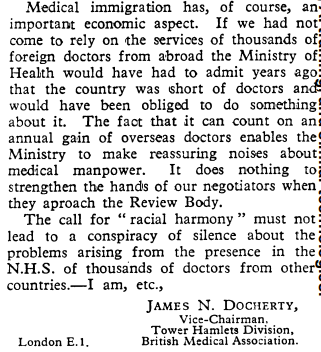 Medical immigration has, of course, an
important economic aspect. If we had not
come to rely on the services of thousands of
foreign doctors from abroad the Ministry of
Health would have had to admit years ago
that the country was short of doctors and
would have been obliged to do something
about it. The fact that it can count on an
annual gain of overseas doctors enables the
Ministry to make reassuring noises about
medical manpower. It does nothing to
strengthen the hands of our negotiators when
they aproach the Review Body.
The call for “racial harmony” must not
lead to a conspiracy of silence about the
problems arising from the presence in the
N.H.S. of thousands of doctors from other
countries.—I am, etc.,
JAMES N. DOCHERTY,
Vice-Chairman,
Tower Hamlets Division,
London E.1. British Medical Association.